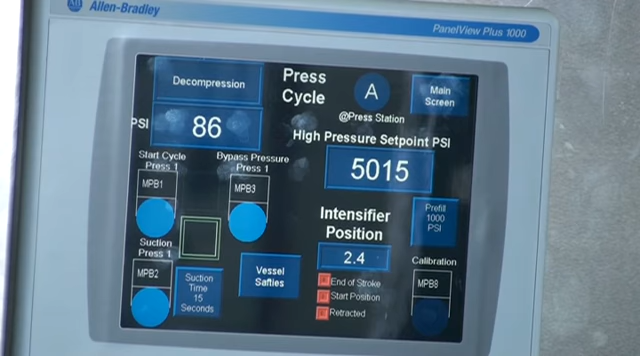 Allen-Bradley
PanelView Plus 1000
Decompression
Press
Cycle
A
@Press Station
Main
Screen
PSI
86
High Pressure Setpoint PSI
5015
Start Cycle
Press 1
MPB1
Bypass Pressure
Press 1
MPB3
Intensifier
Position
2.4
Prefill
1000
PSI
Suction
Press 1
MPB2
Suction
Time
15
Seconds
Vessel
Safties
End of Stroke
Start Position
Retracted
Calibration
MPB8